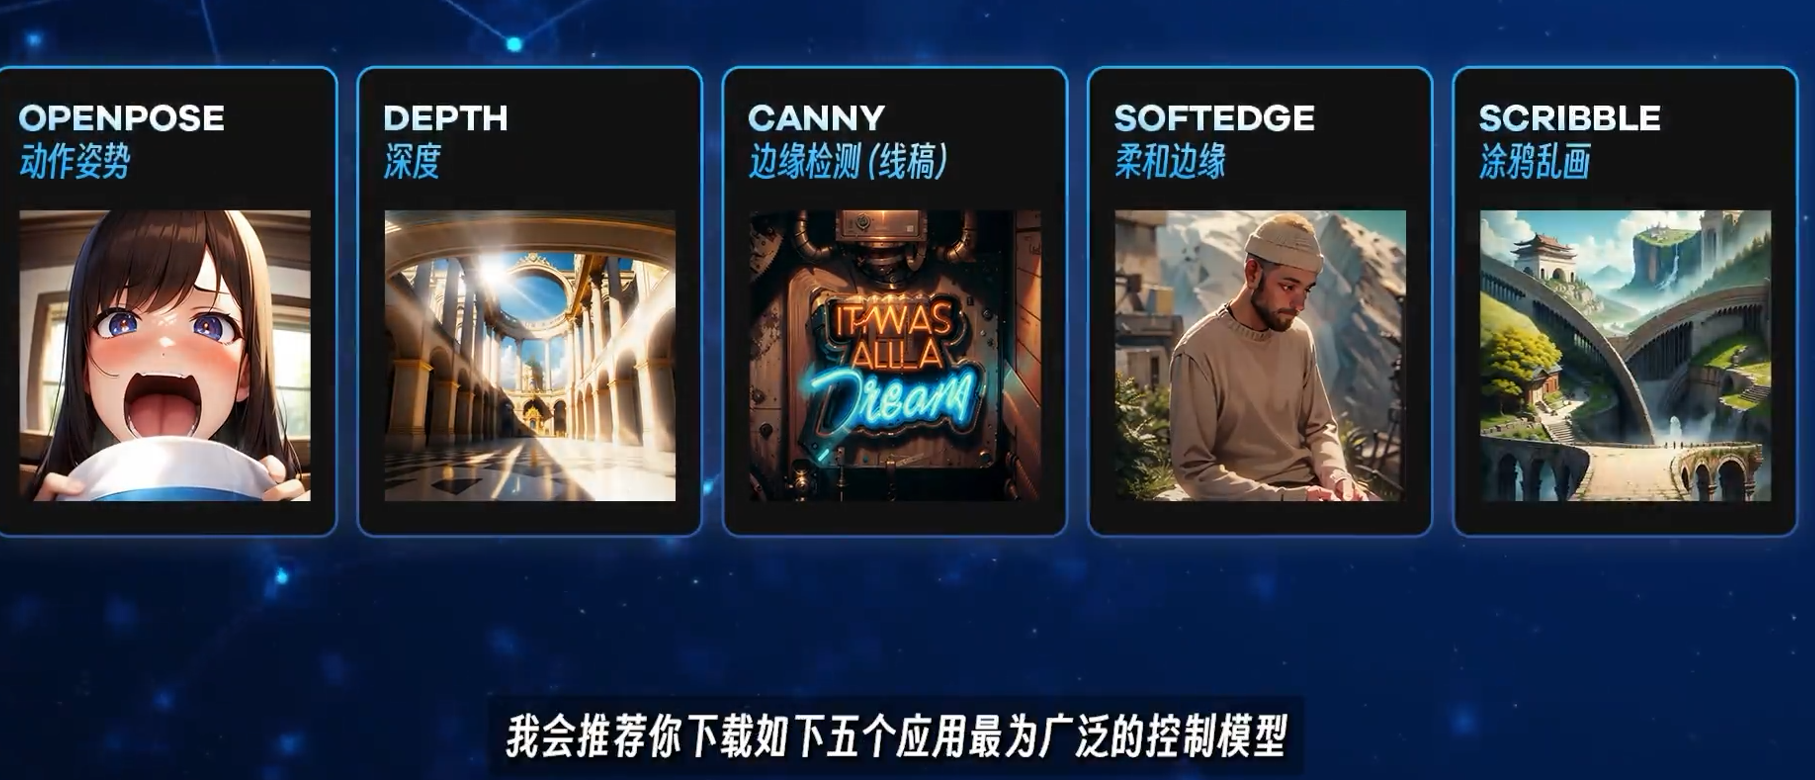 OPENPOSE
动作姿势
DEPTH
深度
CANNY
边缘检测(线稿)
IT WAS
ALL A
Dream
SOFTEDGE
柔和边缘
SCRIBBLE
涂鸦乱画
我会推荐你下载如下五个应用最为广泛的控制模型